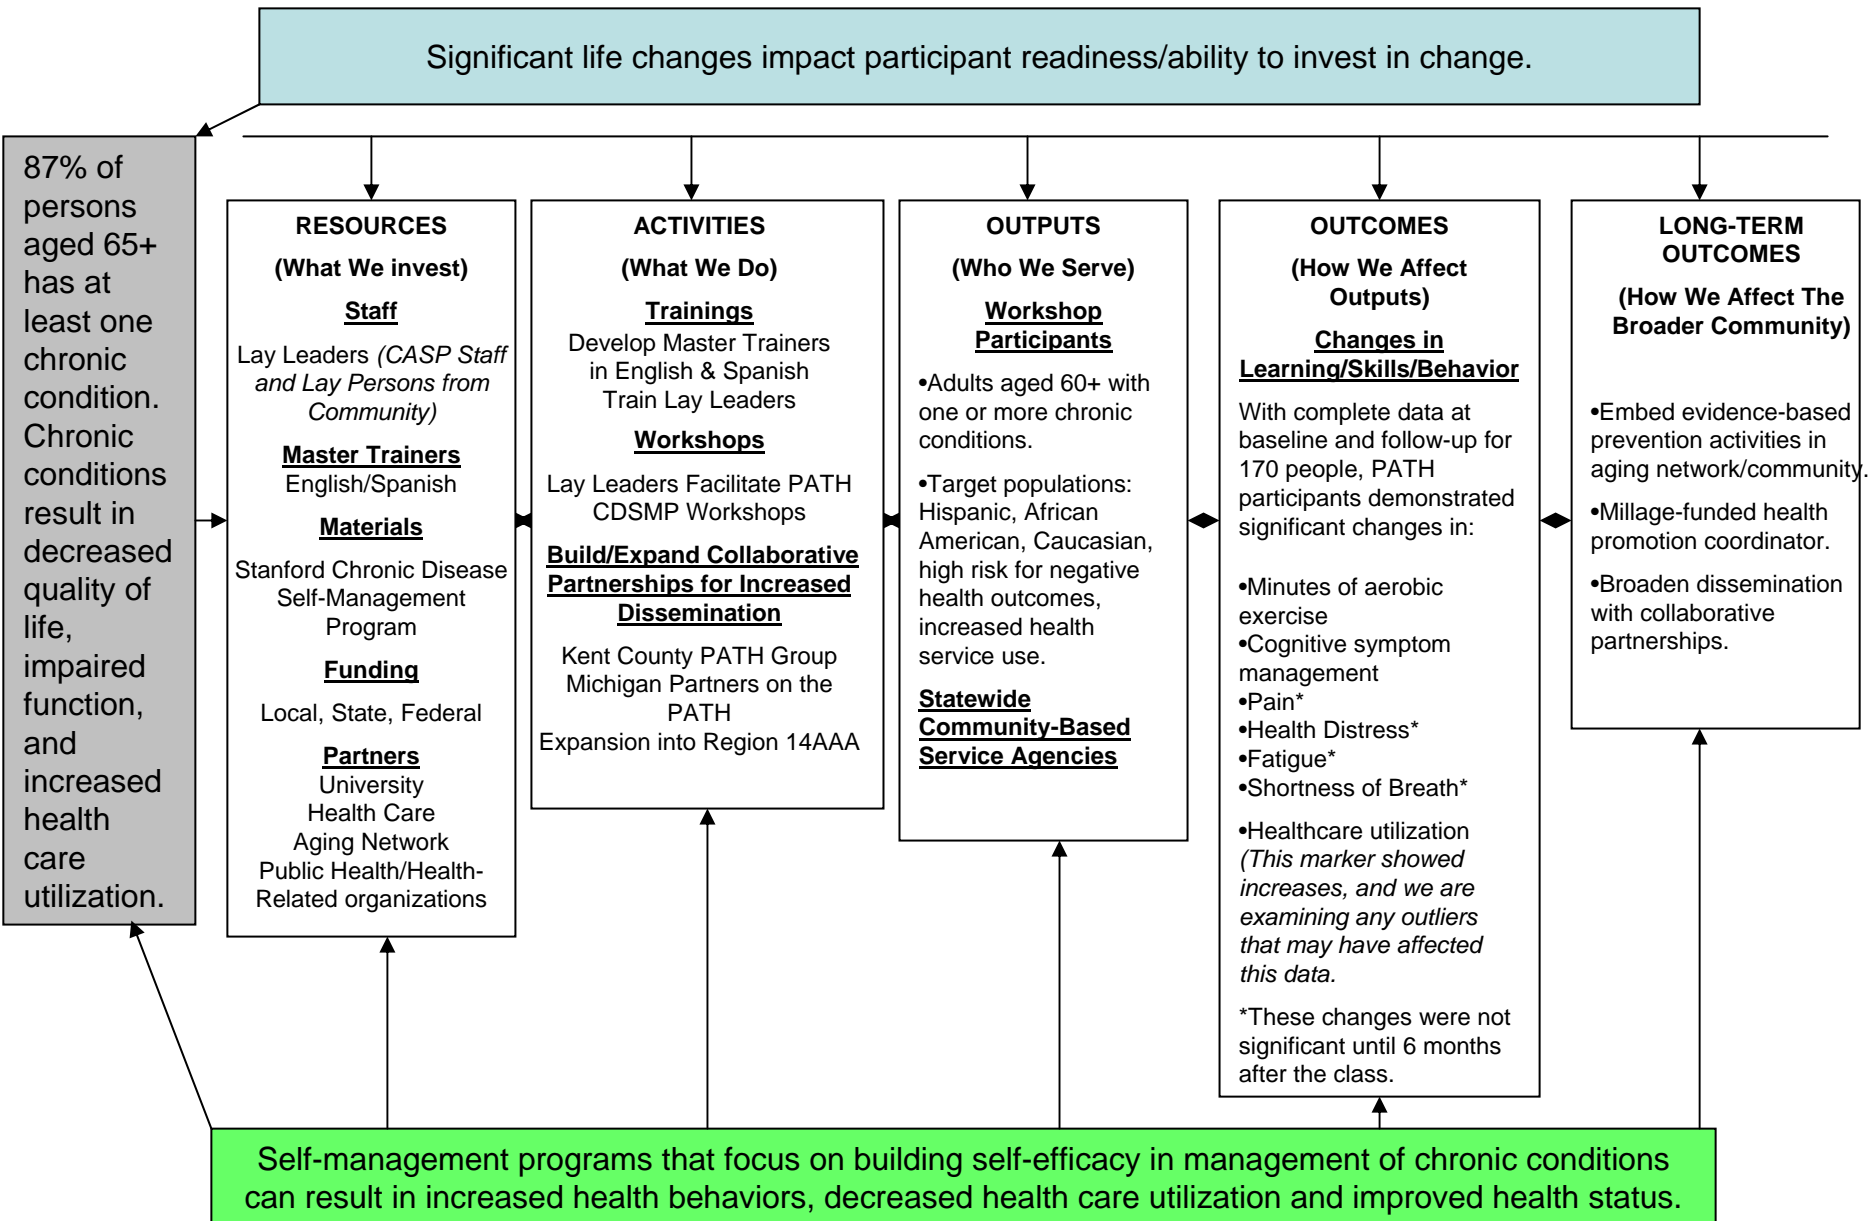 Significant life changes impact participant readiness/ability to invest in change.
87% of
persons
aged 65+
has at
least one
chronic
condition.
Chronic
conditions
result in
decreased
quality of
life,
impaired
function,
and
increased
health
care
utilization.
RESOURCES
(What We invest)
Staff
Lay Leaders (CASP Staff
and Lay Persons from
Community)
Master Trainers
English/Spanish
Materials
Stanford Chronic Disease
Self-Management
Program
Funding
Local, State, Federal
Partners
University
Health Care
Aging Network
Public Health/Health-
Related organizations
ACTIVITIES
(What We Do)
Trainings
Develop Master Trainers
in English & Spanish
Train Lay Leaders
Workshops
Lay Leaders Facilitate PATH
CDSMP Workshops
Build/Expand Collaborative
Partnerships for Increased
Dissemination
Kent County PATH Group
Michigan Partners on the
PATH
Expansion into Region 14AAA
OUTPUTS
(Who We Serve)
Workshop
Participants
•Adults aged 60+ with
one or more chronic
conditions.
•Target populations:
Hispanic, African
American, Caucasian,
high risk for negative
health outcomes,
increased health
service use.
Statewide
Community-Based
Service Agencies
OUTCOMES
(How We Affect
Outputs)
Changes in
Learning/Skills/Behavior
With complete data at
baseline and follow-up for
170 people, PATH
participants demonstrated
significant changes in:
•Minutes of aerobic
exercise
•Cognitive symptom
management
•Pain*
•Health Distress*
•Fatigue*
•Shortness of Breath*
•Healthcare utilization
(This marker showed
increases, and we are
examining any outliers
that may have affected
this data.
*These changes were not
significant until 6 months
after the class.
LONG-TERM
OUTCOMES
(How We Affect The
Broader Community)
•Embed evidence-based
prevention activities in
aging network/community.
•Millage-funded health
promotion coordinator.
•Broaden dissemination
with collaborative
partnerships.
Self-management programs that focus on building self-efficacy in management of chronic conditions
can result in increased health behaviors, decreased health care utilization and improved health status.